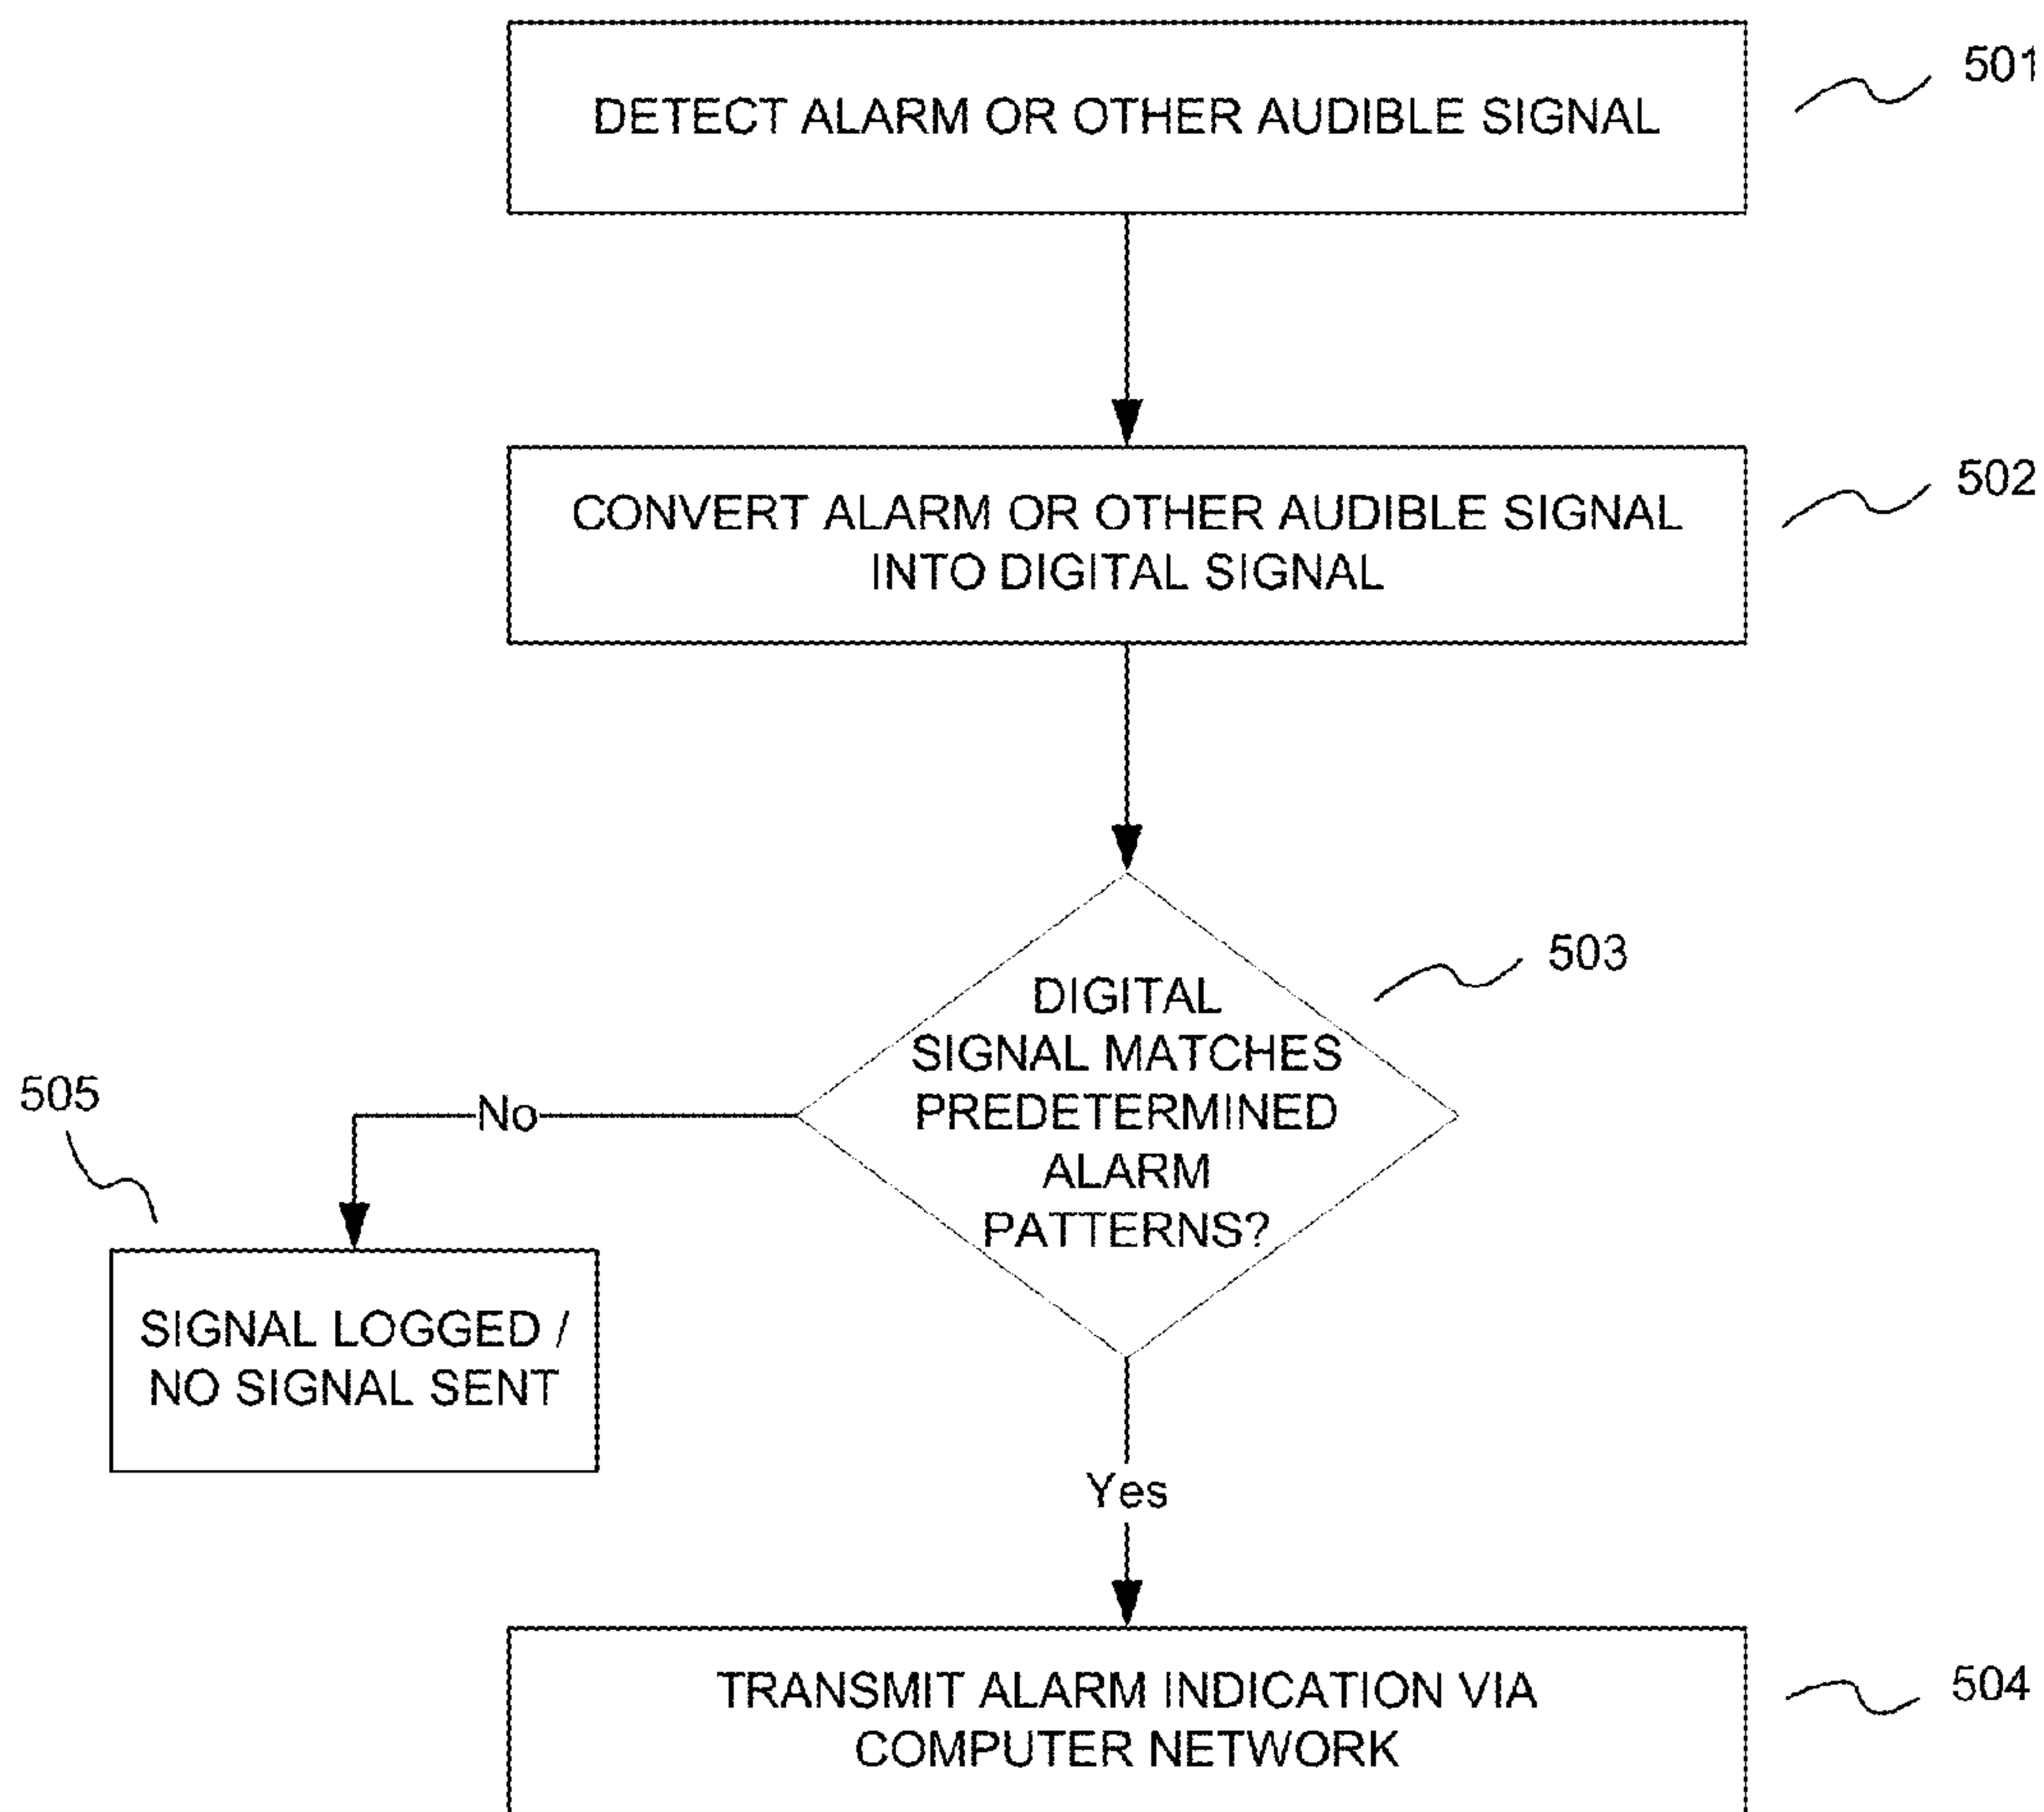 DETECT ALARM OR OTHER AUDIBLE SIGNAL
501
CONVERT ALARM OR OTHER AUDIBLE SIGNAL
INTO DIGITAL SIGNAL
502
DIGITAL
SIGNAL MATCHES
PREDETERMINED
ALARM
PATTERNS?
503
No
505
SIGNAL LOGGED /
NO SIGNAL SENT
Yes
TRANSMIT ALARM INDICATION VIA
COMPUTER NETWORK
504